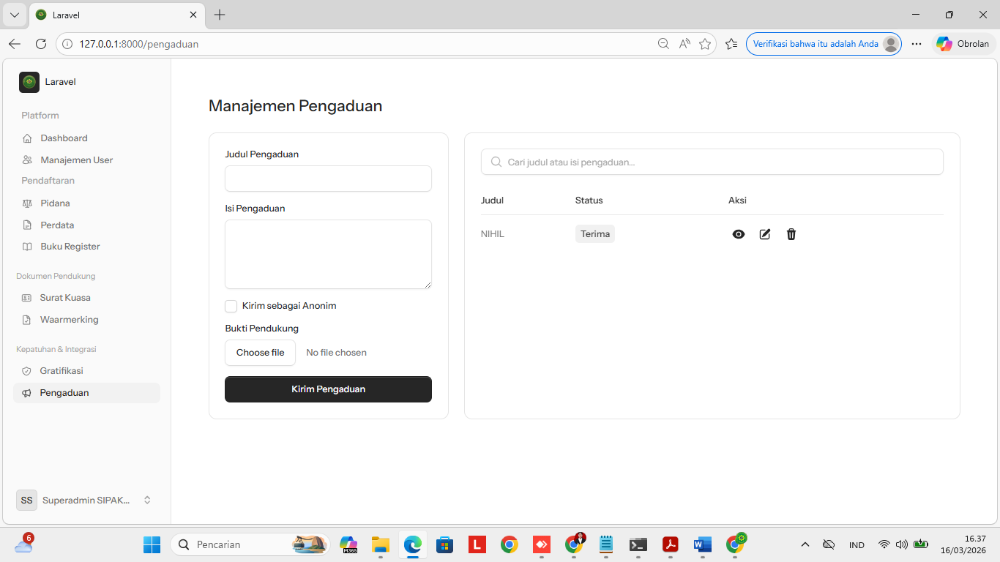 Laravel
127.0.0.1:8000/pengaduan
Verifikasi bahwa itu adalah Anda
Obrolan
Laravel
Platform
Dashboard
Manajemen User
Pendaftaran
Pidana
Perdata
Buku Register
Dokumen Pendukung
Surat Kuasa
Waarmerking
Kepatuhan & Integrasi
Gratifikasi
Pengaduan
SS Superadmin SIPAK...
Manajemen Pengaduan
Judul Pengaduan
Isi Pengaduan
Kirim sebagai Anonim
Bukti Pendukung
Choose file No file chosen
Kirim Pengaduan
Cari judul atau isi pengaduan...
Judul Status Aksi
NIHIL Terima
6
Pencarian
M365
L
IND
16.37
16/03/2026